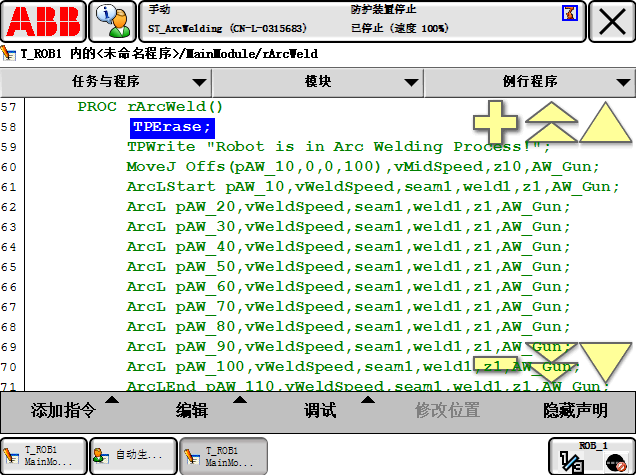 ABB
手动
防护装置停止
ST_ArcWelding (CN-L-0315683)
已停止 (速度 100%)
T_ROB1 内的<未命名程序>/MainModule/rArcWeld
任务与程序
模块
例行程序
57 PROC rArcWeld()
58 TPErase;
59 TPWrite "Robot is in Arc Welding Process!";
60 MoveJ Offs(pAW_10,0,0,100),vMidSpeed,z10,AW_Gun;
61 ArcLStart pAW_10,vWeldSpeed,seam1,weld1,z1,AW_Gun;
62 ArcL pAW_20,vWeldSpeed,seam1,weld1,z1,AW_Gun;
63 ArcL pAW_30,vWeldSpeed,seam1,weld1,z1,AW_Gun;
64 ArcL pAW_40,vWeldSpeed,seam1,weld1,z1,AW_Gun;
65 ArcL pAW_50,vWeldSpeed,seam1,weld1,z1,AW_Gun;
66 ArcL pAW_60,vWeldSpeed,seam1,weld1,z1,AW_Gun;
67 ArcL pAW_70,vWeldSpeed,seam1,weld1,z1,AW_Gun;
68 ArcL pAW_80,vWeldSpeed,seam1,weld1,z1,AW_Gun;
69 ArcL pAW_90,vWeldSpeed,seam1,weld1,z1,AW_Gun;
70 ArcL pAW_100,vWeldSpeed,seam1,weld1,z1,AW_Gun;
71 ArcLEnd pAW_110,vWeldSpeed,seam1,weld1,z1,AW_Gun;
添加指令
编辑
调试
修改位置
隐藏声明
T_ROB1
MainMo...
自动生...
T_ROB1
MainMo...
ROB_1
1/3